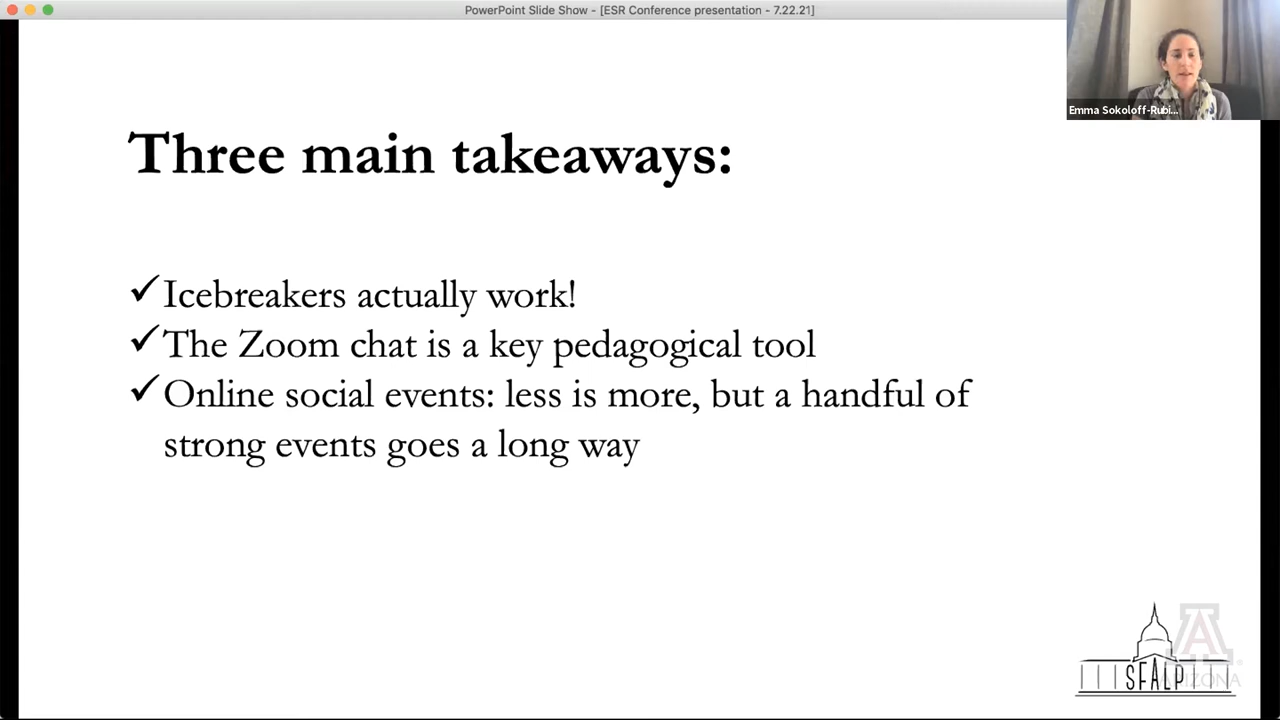 PowerPoint Slide Show - [ESR Conference presentation - 7.22.21]
Emma Sokoloff-Rubi...
Three main takeaways:
✓Icebreakers actually work!
✓The Zoom chat is a key pedagogical tool
✓Online social events: less is more, but a handful of
strong events goes a long way
A
SFALP
ARIZONA